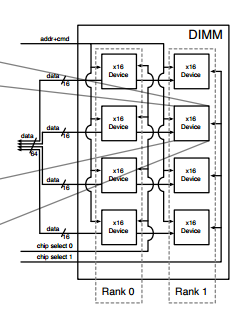 DIMM
addr+cmd
x16 Device
x16 Device
data 16
x16 Device
x16 Device
data 16
data 64
x16 Device
x16 Device
data 16
x16 Device
x16 Device
data 16
chip select 0
chip select 1
Rank 0
Rank 1